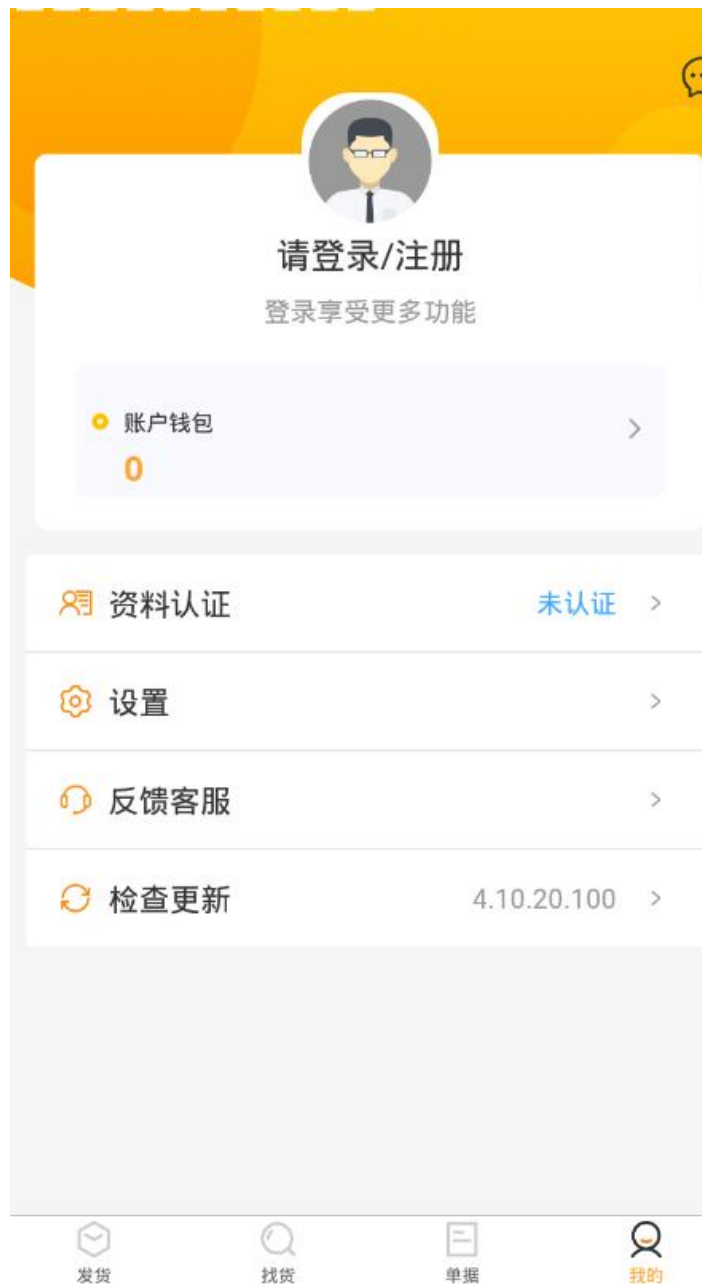 请登录/注册
登录享受更多功能
账户钱包
0
资料认证 未认证
设置
反馈客服
检查更新 4.10.20.100
发货 找货 单据 我的